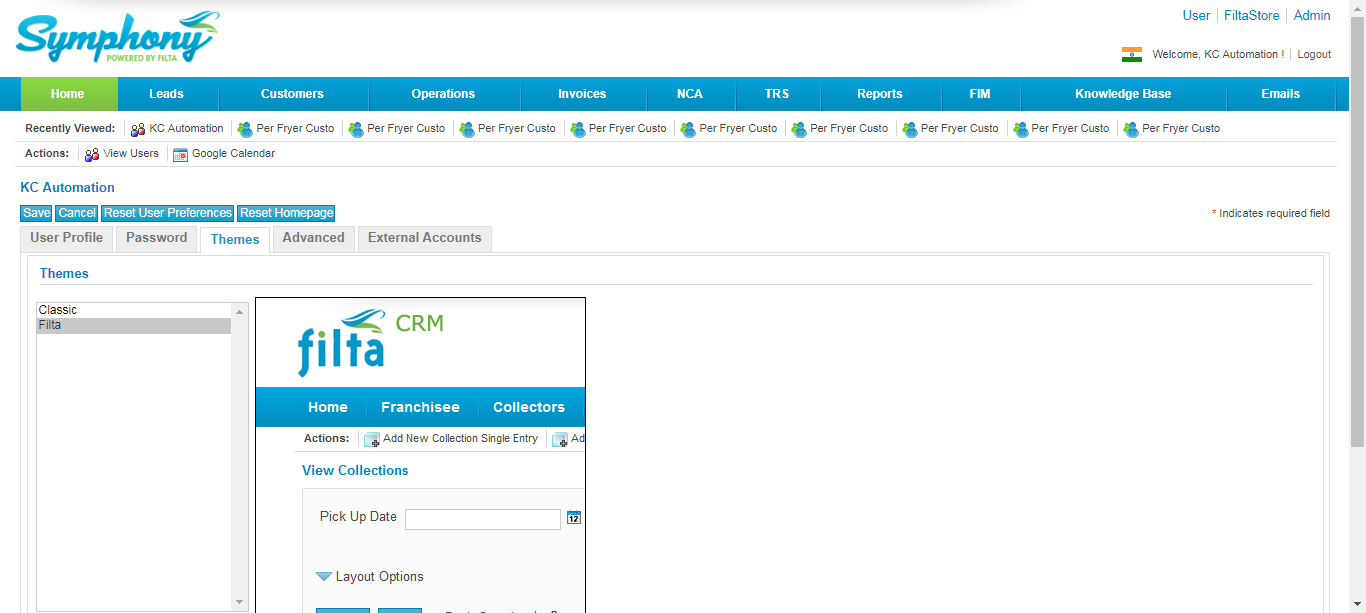 User FiltaStore Admin
Symphony
POWERED BY FILTA
Welcome, KC Automation ! Logout
Home Leads Customers Operations Invoices NCA TRS Reports FIM Knowledge Base Emails
Recently Viewed: KC Automation Per Fryer Custo Per Fryer Custo Per Fryer Custo Per Fryer Custo Per Fryer Custo Per Fryer Custo Per Fryer Custo Per Fryer Custo Per Fryer Custo
Actions: View Users Google Calendar
KC Automation
Save Cancel Reset User Preferences Reset Homepage
* Indicates required field
User Profile Password Themes Advanced External Accounts
Themes
Classic
Filta
filta CRM
Home Franchisee Collectors
Actions: Add New Collection Single Entry Ad
View Collections
Pick Up Date 12
Layout Options